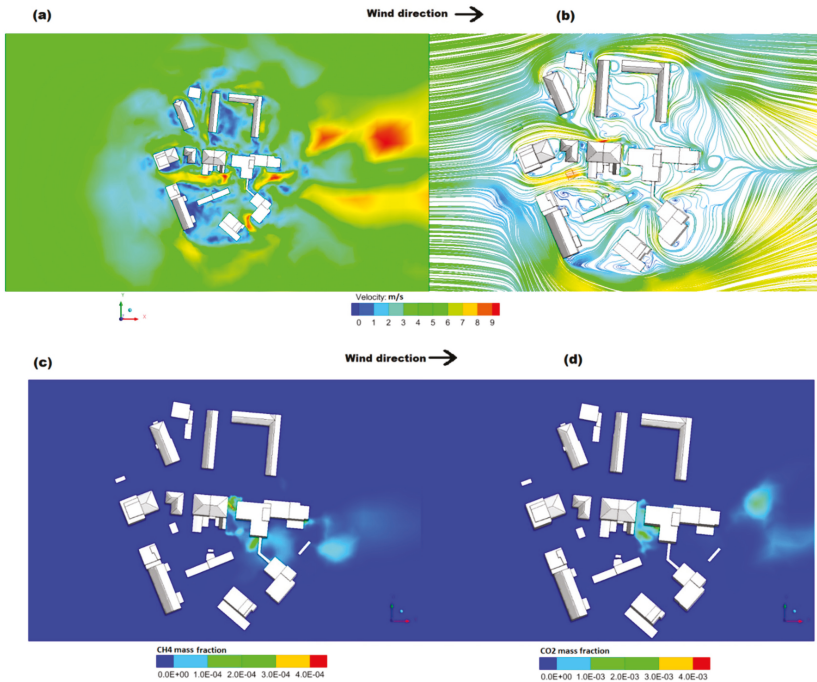 (a) Wind direction (b)
Velocity: m/s
0 1 2 3 4 5 6 7 8 9
(c) Wind direction (d)
CH4 mass fraction
0.0E+00 1.0E-04 2.0E-04 3.0E-04 4.0E-04
CO2 mass fraction
0.0E+00 1.0E-03 2.0E-03 3.0E-03 4.0E-03